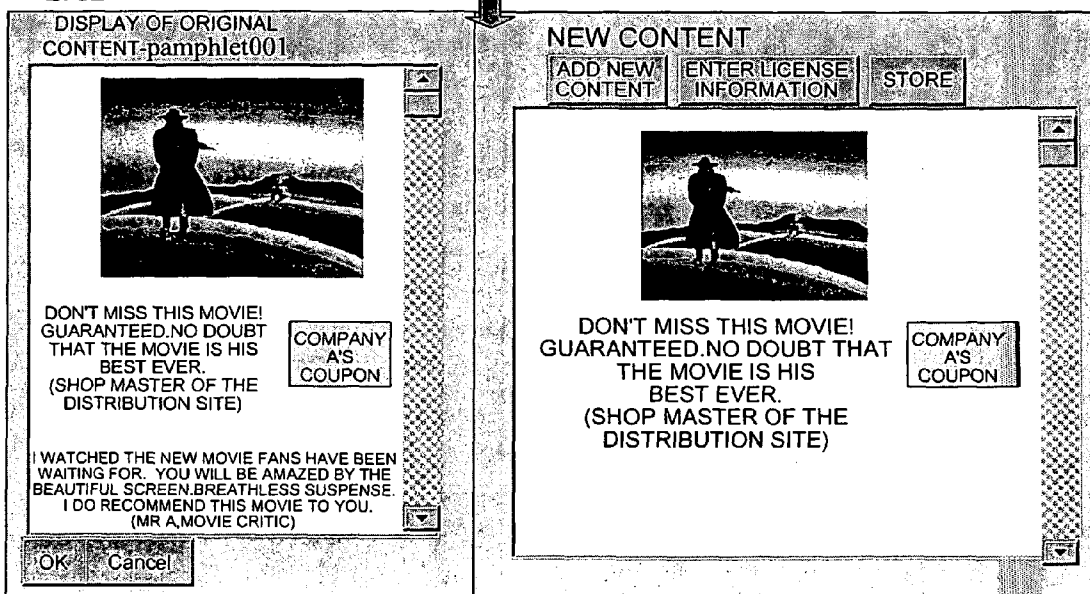 DISPLAY OF ORIGINAL
CONTENT-pamphlet001
DON'T MISS THIS MOVIE!
GUARANTEED.NO DOUBT
THAT THE MOVIE IS HIS
BEST EVER.
(SHOP MASTER OF THE
DISTRIBUTION SITE)
COMPANY
A'S
COUPON
I WATCHED THE NEW MOVIE FANS HAVE BEEN
WAITING FOR. YOU WILL BE AMAZED BY THE
BEAUTIFUL SCREEN.BREATHLESS SUSPENSE.
I DO RECOMMEND THIS MOVIE TO YOU.
(MR A,MOVIE CRITIC)
OK Cancel
NEW CONTENT
ADD NEW
CONTENT
ENTER LICENSE
INFORMATION
STORE
DON'T MISS THIS MOVIE!
GUARANTEED.NO DOUBT THAT
THE MOVIE IS HIS
BEST EVER.
(SHOP MASTER OF THE
DISTRIBUTION SITE)
COMPANY
A'S
COUPON